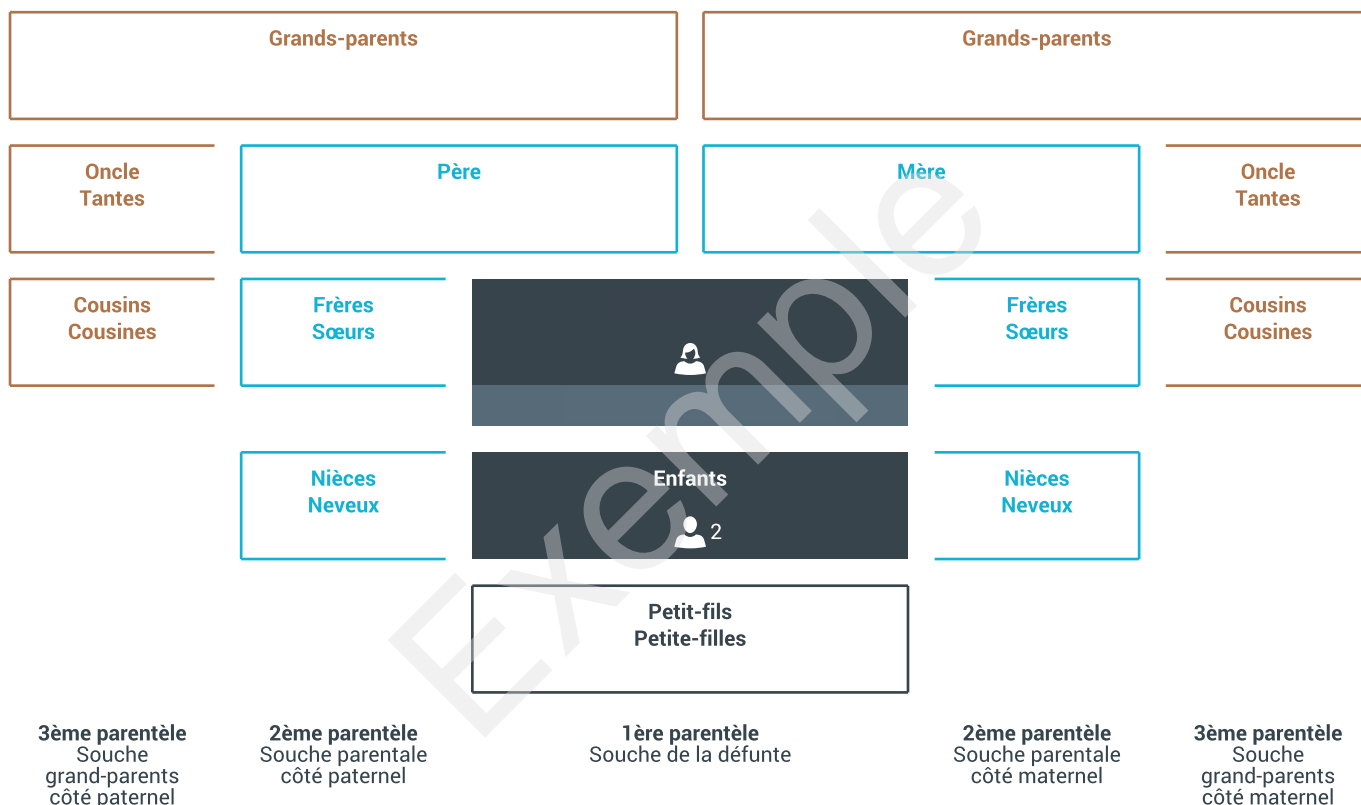 Grands-parents
Grands-parents
Oncle
Tantes
Père
Mère
Oncle
Tantes
Cousins
Cousines
Frères
Sœurs
Frères
Sœurs
Cousins
Cousines
Nièces
Neveux
Enfants
2
Nièces
Neveux
Petit-fils
Petite-filles
3ème parentèle
Souche
grand-parents
côté paternel
2ème parentèle
Souche parentale
côté paternel
1ère parentèle
Souche de la défunte
2ème parentèle
Souche parentale
côté maternel
3ème parentèle
Souche
grand-parents
côté maternel
Exemple